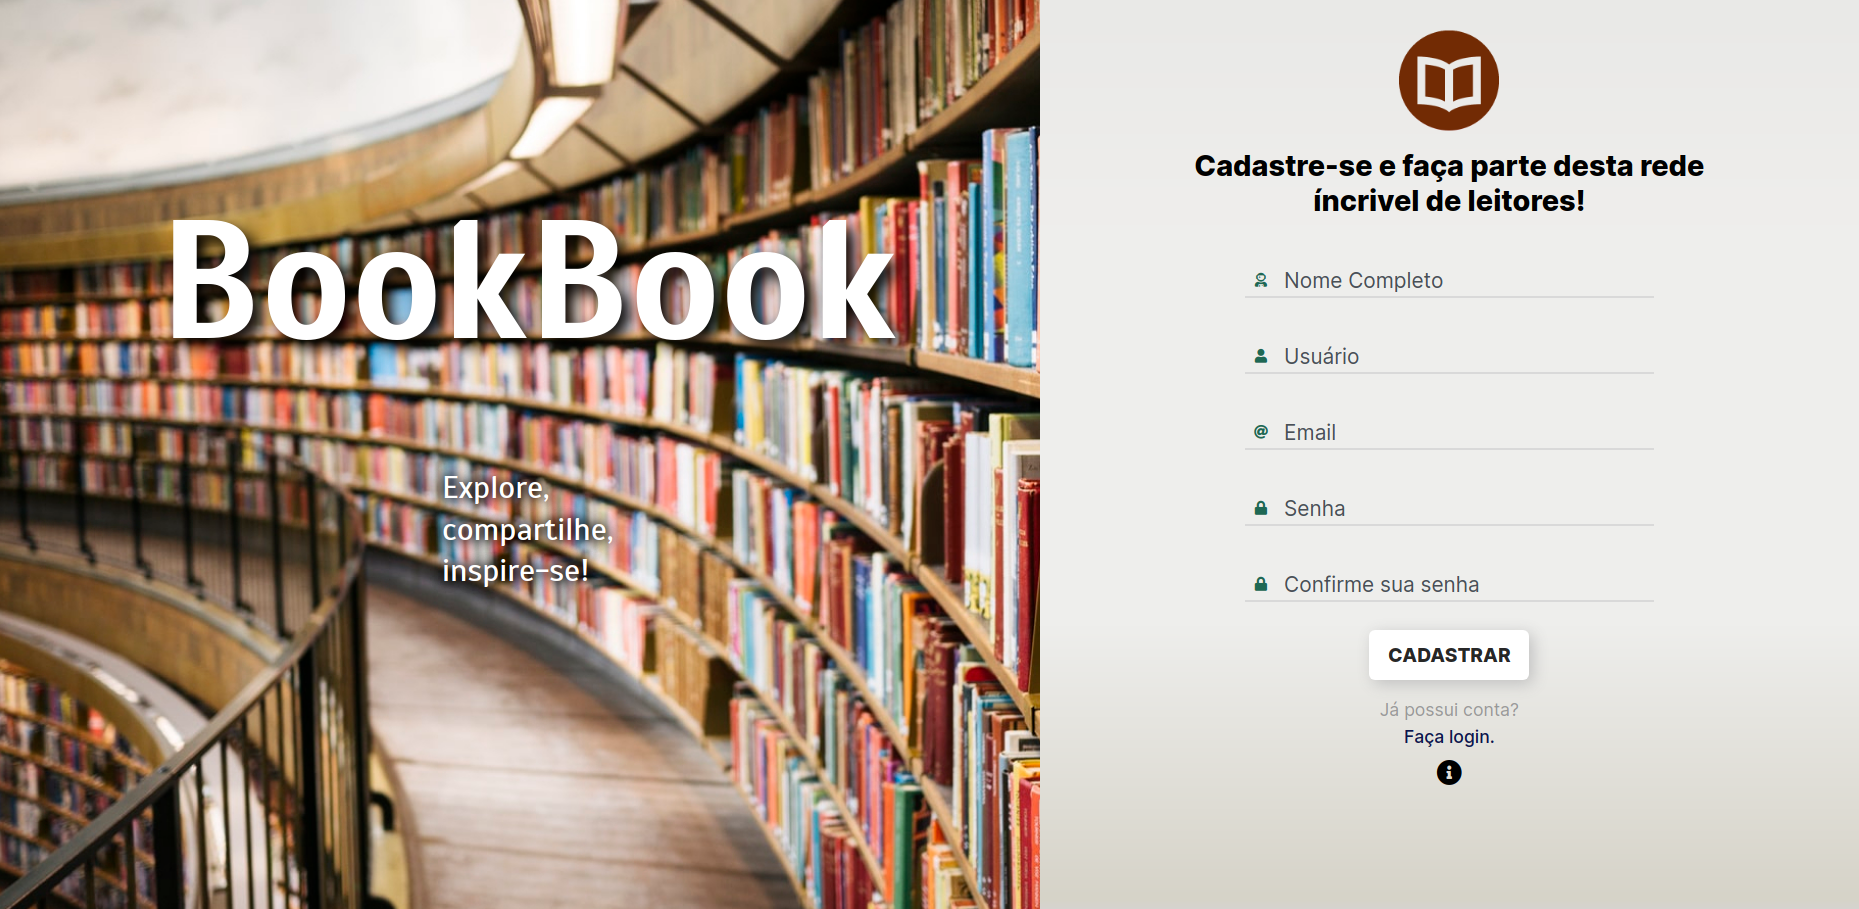 BookBook
Explore,
compartilhe,
inspire-se!
Cadastre-se e faça parte desta rede
íncrivel de leitores!
Nome Completo
Usuário
Email
Senha
Confirme sua senha
CADASTRAR
Já possui conta?
Faça login.